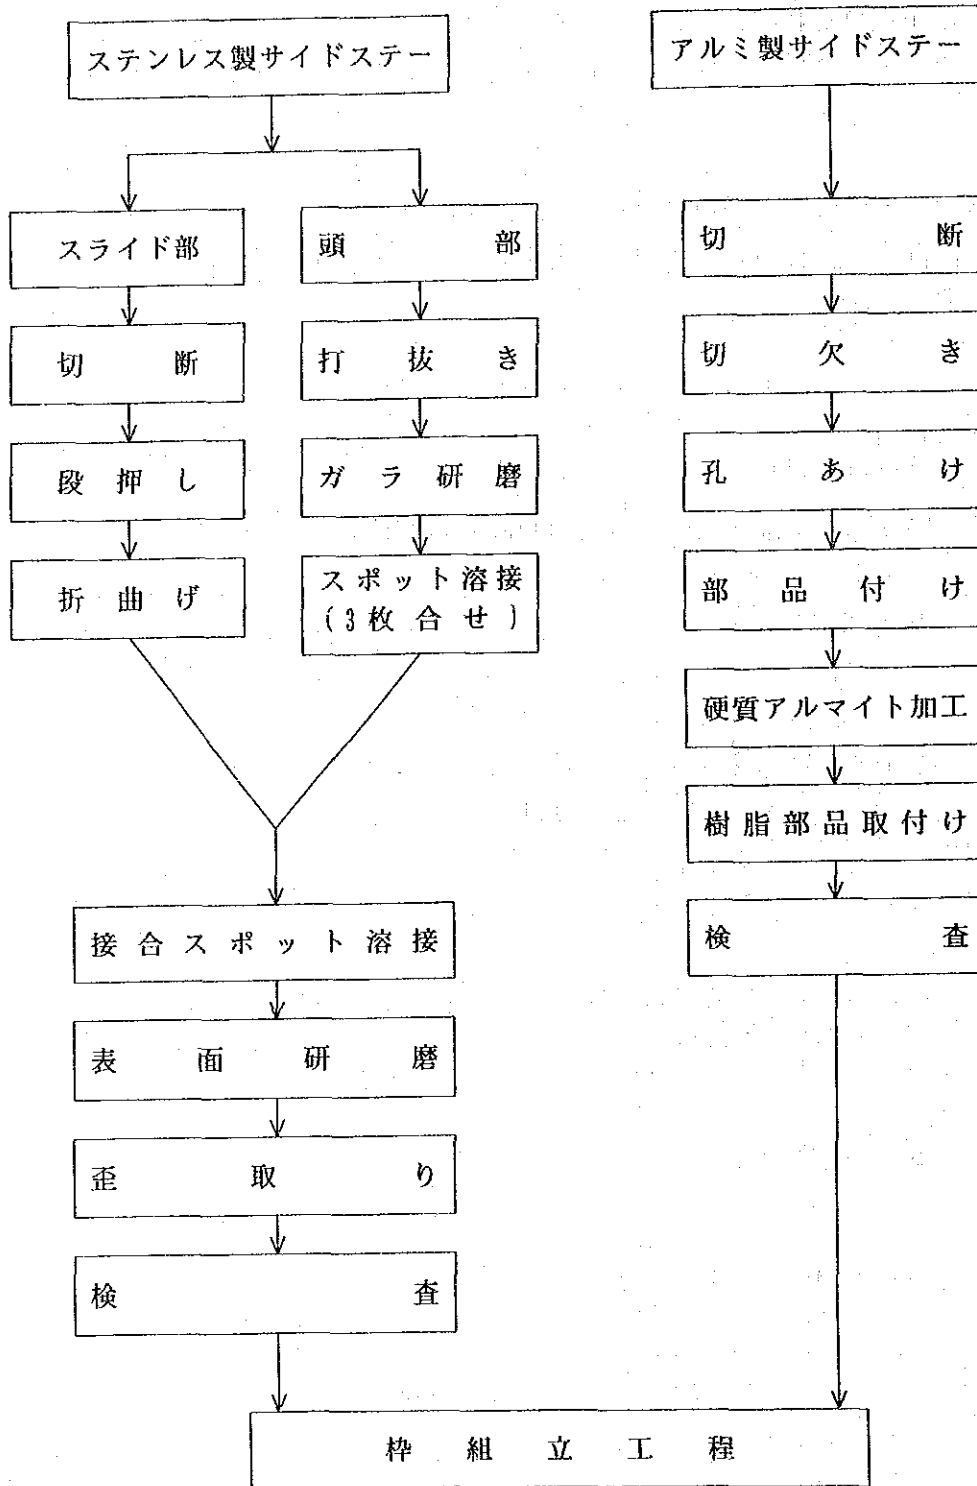 ステンレス製サイドステー
スライド部
切断
段押し
折曲げ
頭部
打抜き
ガラ研磨
スポット溶接
(3枚合せ)
接合スポット溶接
表面研磨
歪取り
検査
アルミ製サイドステー
切断
切欠き
孔あけ
部品付け
硬質アルマイト加工
樹脂部品取付け
検査
枠組立工程